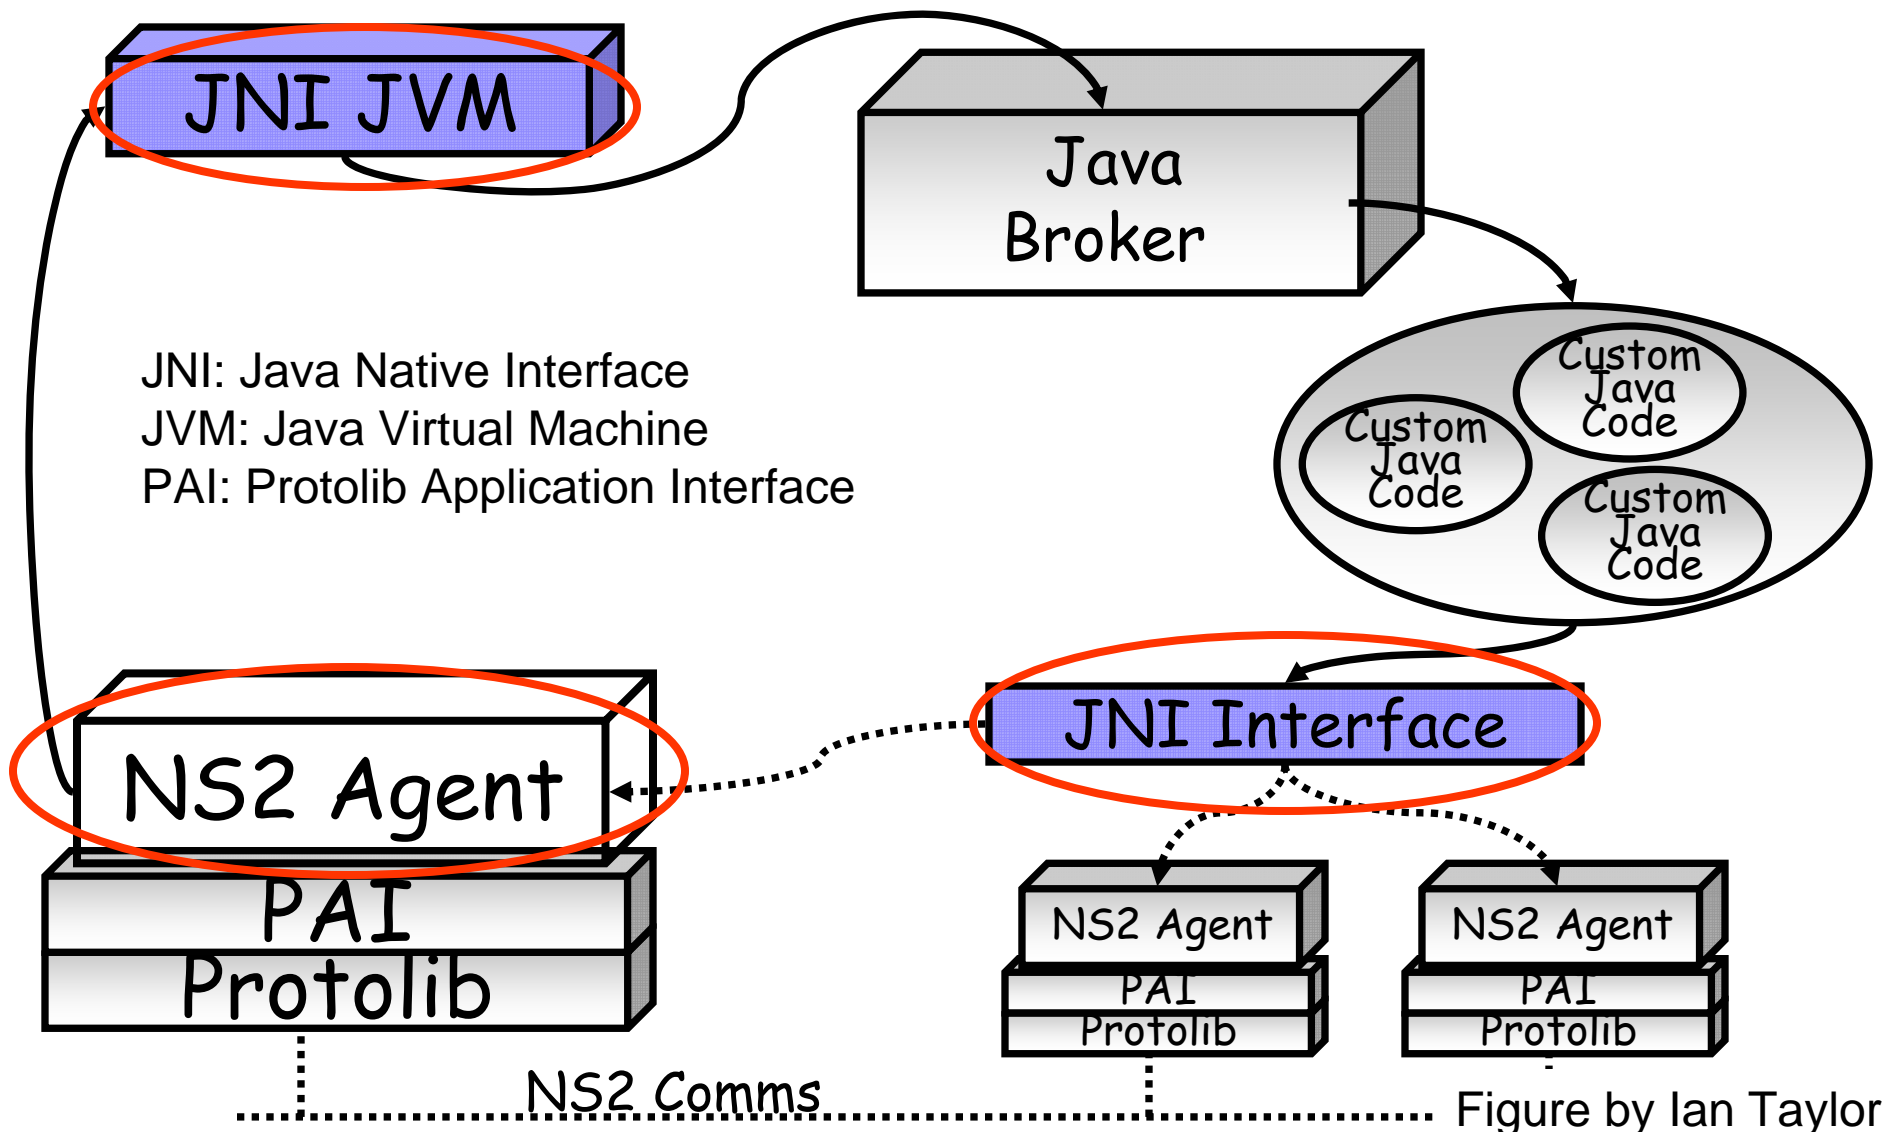 JNI JVM
Java
Broker
JNI: Java Native Interface
JVM: Java Virtual Machine
PAI: Protolib Application Interface
Custom
Java
Code
Custom
Java
Code
Custom
Java
Code
JNI Interface
NS2 Agent
PAI
Protolib
NS2 Agent
PAI
Protolib
NS2 Agent
PAI
Protolib
NS2 Comms
Figure by Ian Taylor